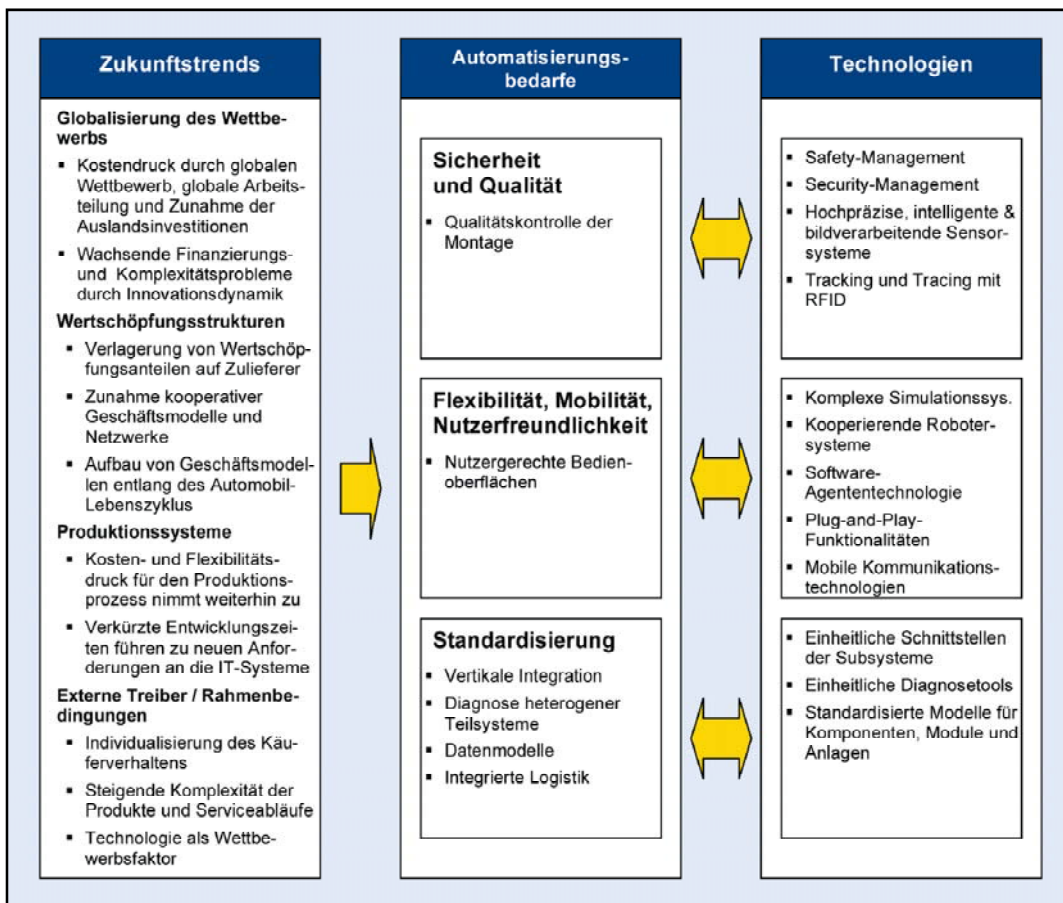 Zukunftstrends
Globalisierung des Wettbe-
werbs
▪ Kostendruck durch globalen
Wettbewerb, globale Arbeits-
teilung und Zunahme der
Auslandsinvestitionen
▪ Wachsende Finanzierungs-
und Komplexitätsprobleme
durch Innovationsdynamik
Wertschöpfungsstrukturen
▪ Verlagerung von Wertschöp-
fungsanteilen auf Zulieferer
▪ Zunahme kooperativer
Geschäftsmodelle und
Netzwerke
▪ Aufbau von Geschäftsmodel-
len entlang des Automobil-
Lebenszyklus
Produktionssysteme
▪ Kosten- und Flexibilitäts-
druck für den Produktions-
prozess nimmt weiterhin zu
▪ Verkürzte Entwicklungszei-
ten führen zu neuen Anfor-
derungen an die IT-Systeme
Externe Treiber / Rahmenbe-
dingungen
▪ Individualisierung des Käu-
ferverhaltens
▪ Steigende Komplexität der
Produkte und Serviceabläufe
▪ Technologie als Wettbe-
werbsfaktor
Automatisierungs-
bedarfe
Sicherheit
und Qualität
▪ Qualitätskontrolle der
Montage
Flexibilität, Mobilität,
Nutzerfreundlichkeit
▪ Nutzergerechte Bedien-
oberflächen
Standardisierung
▪ Vertikale Integration
▪ Diagnose heterogener
Teilsysteme
▪ Datenmodelle
▪ Integrierte Logistik
Technologien
▪ Safety-Management
▪ Security-Management
▪ Hochpräzise, intelligente &
bildverarbeitende Sensor-
systeme
▪ Tracking und Tracing mit
RFID
▪ Komplexe Simulationssys.
▪ Kooperierende Roboter-
systeme
▪ Software-
Agententechnologie
▪ Plug-and-Play-
Funktionalitäten
▪ Mobile Kommunikations-
technologien
▪ Einheitliche Schnittstellen
der Subsysteme
▪ Einheitliche Diagnosetools
▪ Standardisierte Modelle für
Komponenten, Module und
Anlagen